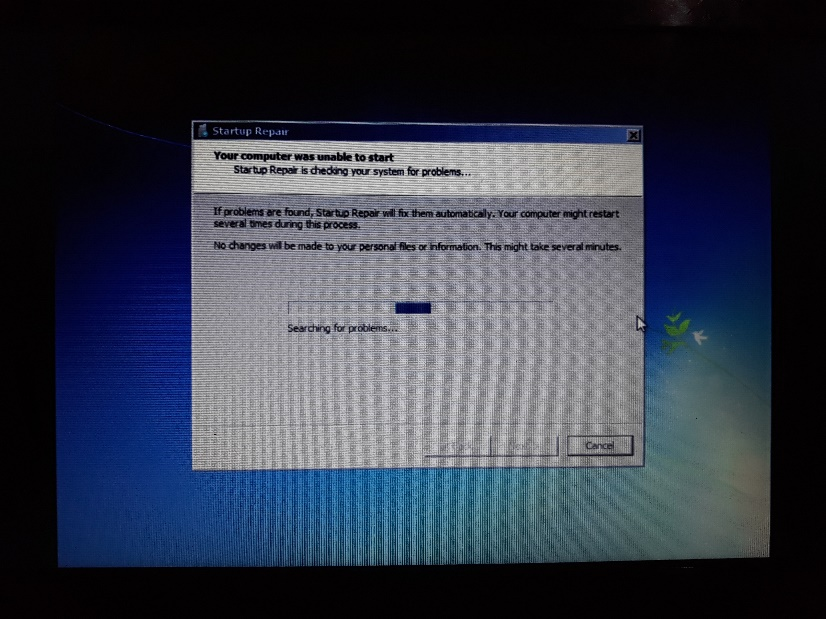 Startup Repair
Your computer was unable to start
Startup Repair is checking your system for problems...
If problems are found, Startup Repair will fix them automatically. Your computer might restart
several times during this process.
No changes will be made to your personal files or information. This might take several minutes.
Searching for problems...
Cancel